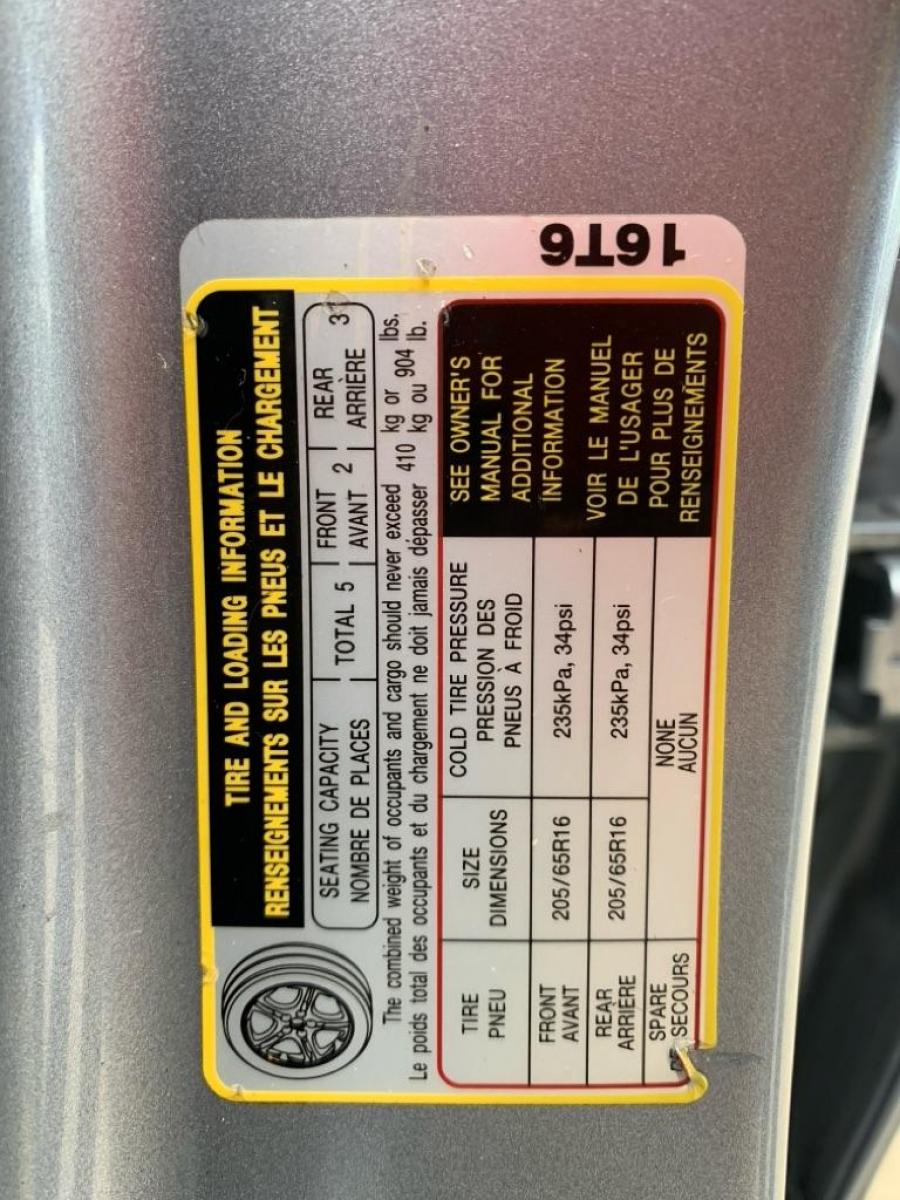 TIRE AND LOADING INFORMATION
RENSEIGNEMENTS SUR LES PNEUS ET LE CHARGEMENT
SEATING CAPACITY
NOMBRE DE PLACES
TOTAL 5
FRONT
AVANT 2
REAR
ARRIÈRE 3
The combined weight of occupants and cargo should never exceed 410 kg or lbs.
Le poids total des occupants et du chargement ne doit jamais dépasser kg ou 904 lb.
TIRE
PNEU
SIZE
DIMENSIONS
COLD TIRE PRESSURE
PRESSION DES
PNEUS À FROID
FRONT
AVANT
205/65R16
235kPa, 34psi
REAR
ARRIÈRE
205/65R16
235kPa, 34psi
SPARE
SECOURS
NONE
AUCUN
SEE OWNER'S
MANUAL FOR
ADDITIONAL
INFORMATION
VOIR LE MANUEL
DE L'USAGER
POUR PLUS DE
RENSEIGNEMENTS
16T6